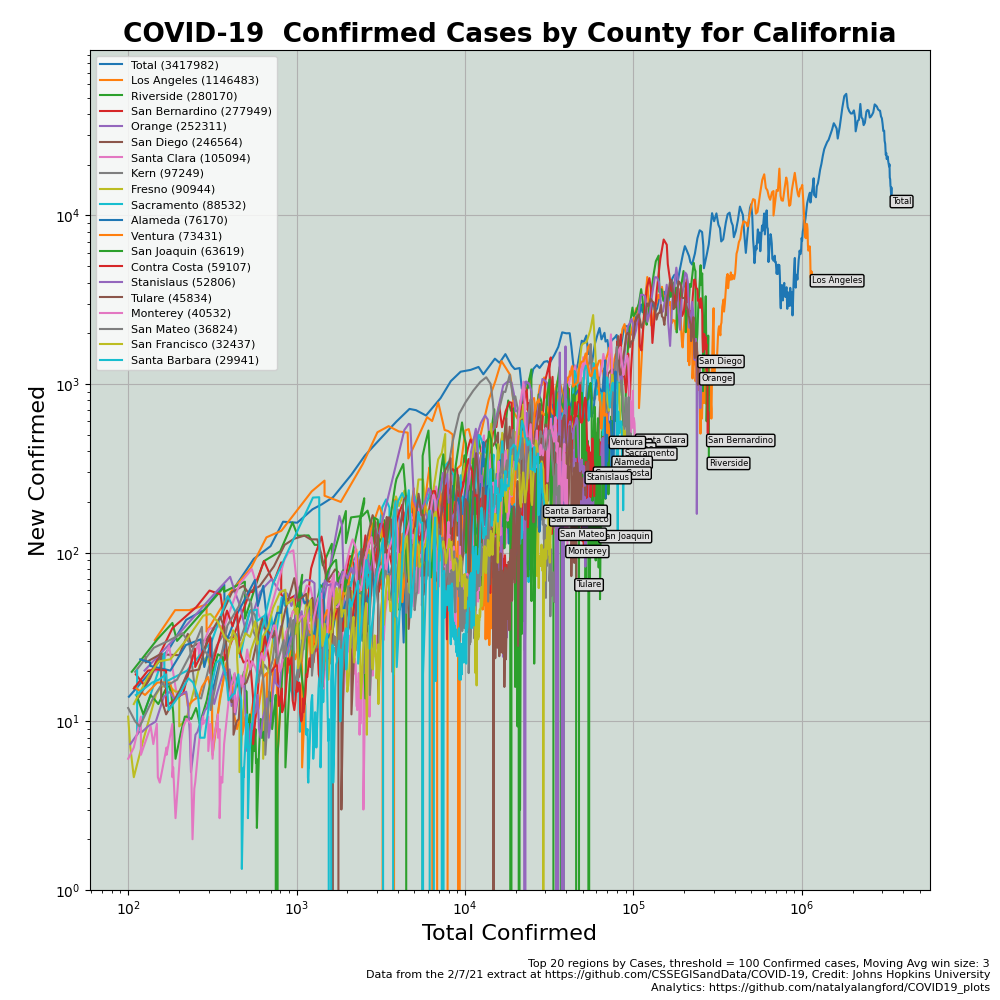 COVID-19  Confirmed Cases by County for California
Total (3417982)
Los Angeles (1146483)
Riverside (280170)
San Bernardino (277949)
Orange (252311)
San Diego (246564)
Santa Clara (105094)
Kern (97249)
Fresno (90944)
Sacramento (88532)
Alameda (76170)
Ventura (73431)
San Joaquin (63619)
Contra Costa (59107)
Stanislaus (52806)
Tulare (45834)
Monterey (40532)
San Mateo (36824)
San Francisco (32437)
Santa Barbara (29941)
Total
Los Angeles
San Diego
Orange
Ventura
ta Clara
San Bernardino
Sacramento
Alameda
Riverside
osta
Stanislaus
Santa Barbara
San Francisco
San Mateo
an Joaquin
Monterey
Tulare
New Confirmed
10⁴
10³
10²
10¹
10⁰
10²
10³
10⁴
10⁵
10⁶
Total Confirmed
Top 20 regions by Cases, threshold = 100 Confirmed cases, Moving Avg win size: 3
Data from the 2/7/21 extract at https://github.com/CSSEGISandData/COVID-19, Credit: Johns Hopkins University
Analytics: https://github.com/natalyalangford/COVID19_plots